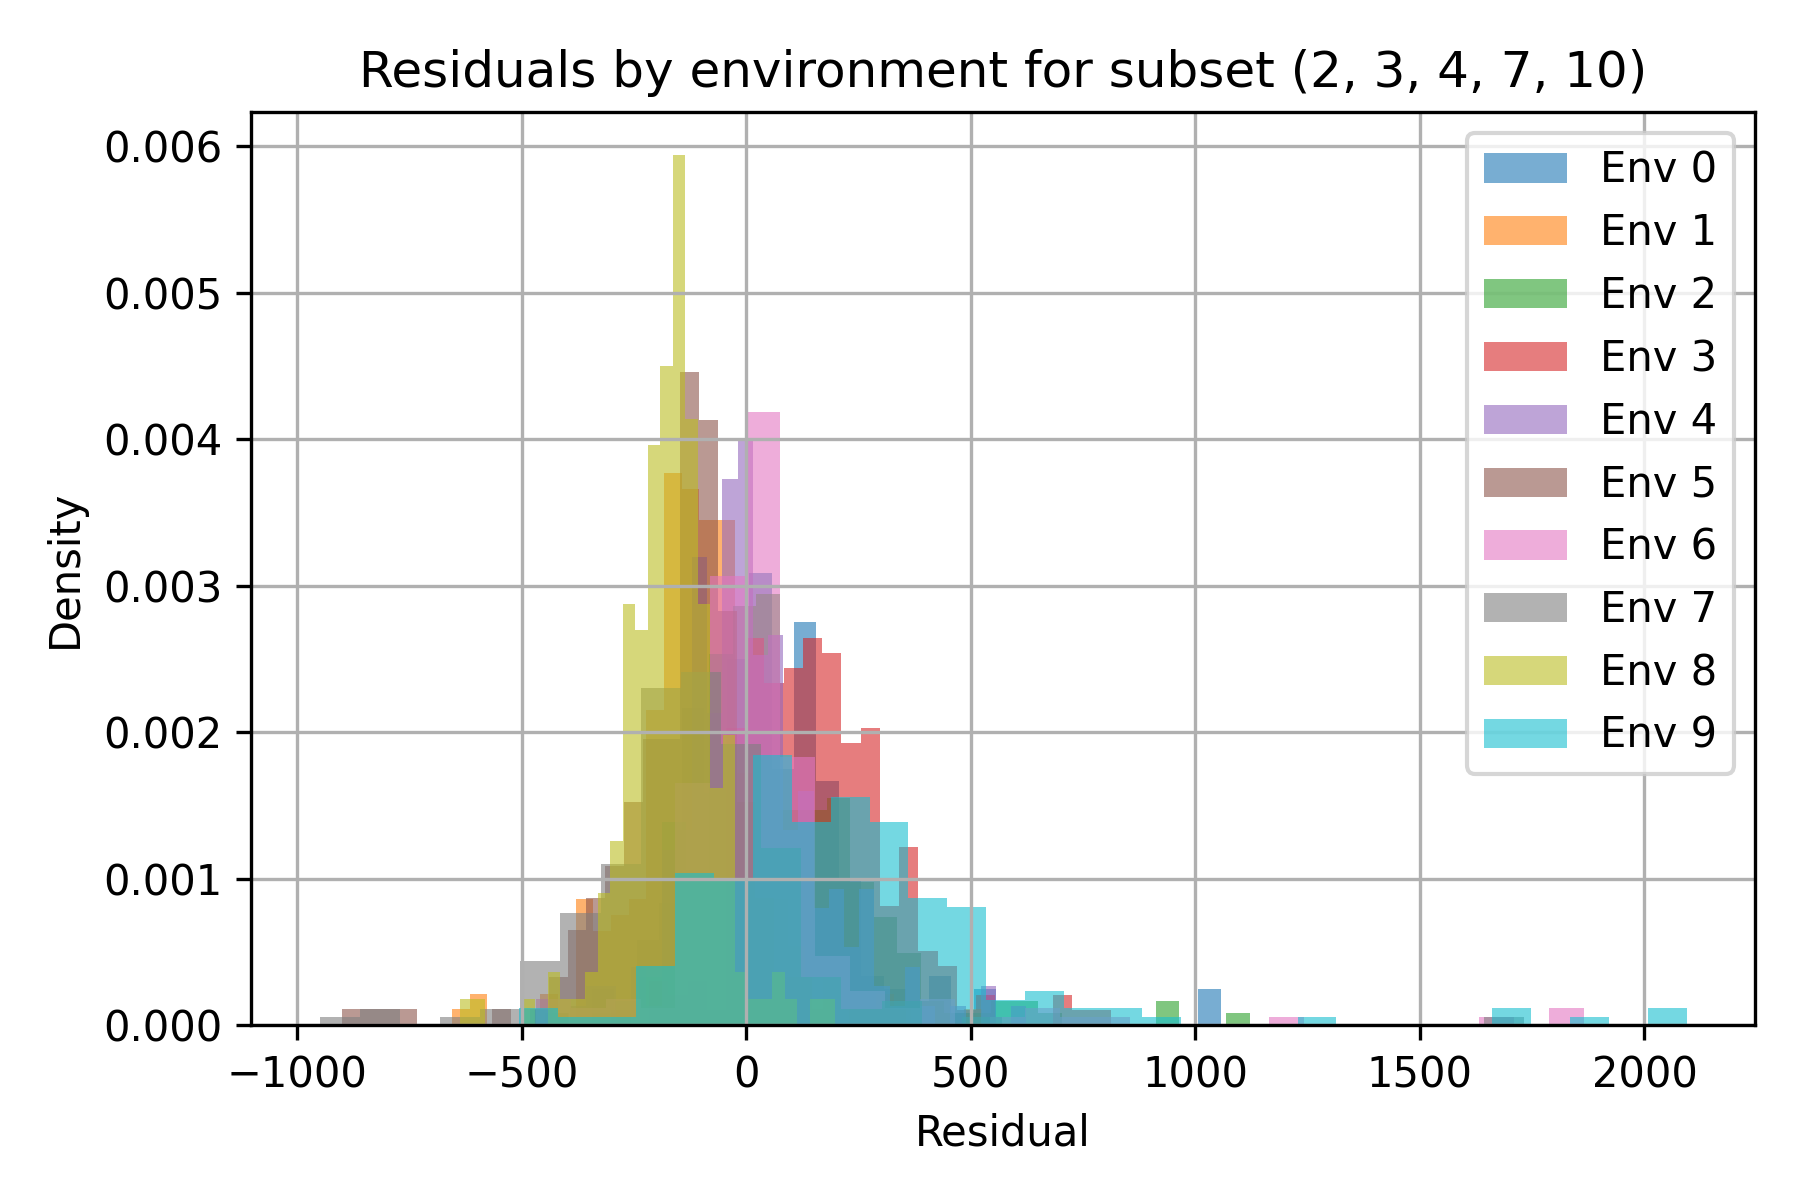 Residuals by environment for subset (2, 3, 4, 7, 10)
0.006
0.005
0.004
0.003
0.002
0.001
0.000
Density
−1000
−500
0
500
1000
1500
2000
Residual
Env 0
Env 1
Env 2
Env 3
Env 4
Env 5
Env 6
Env 7
Env 8
Env 9